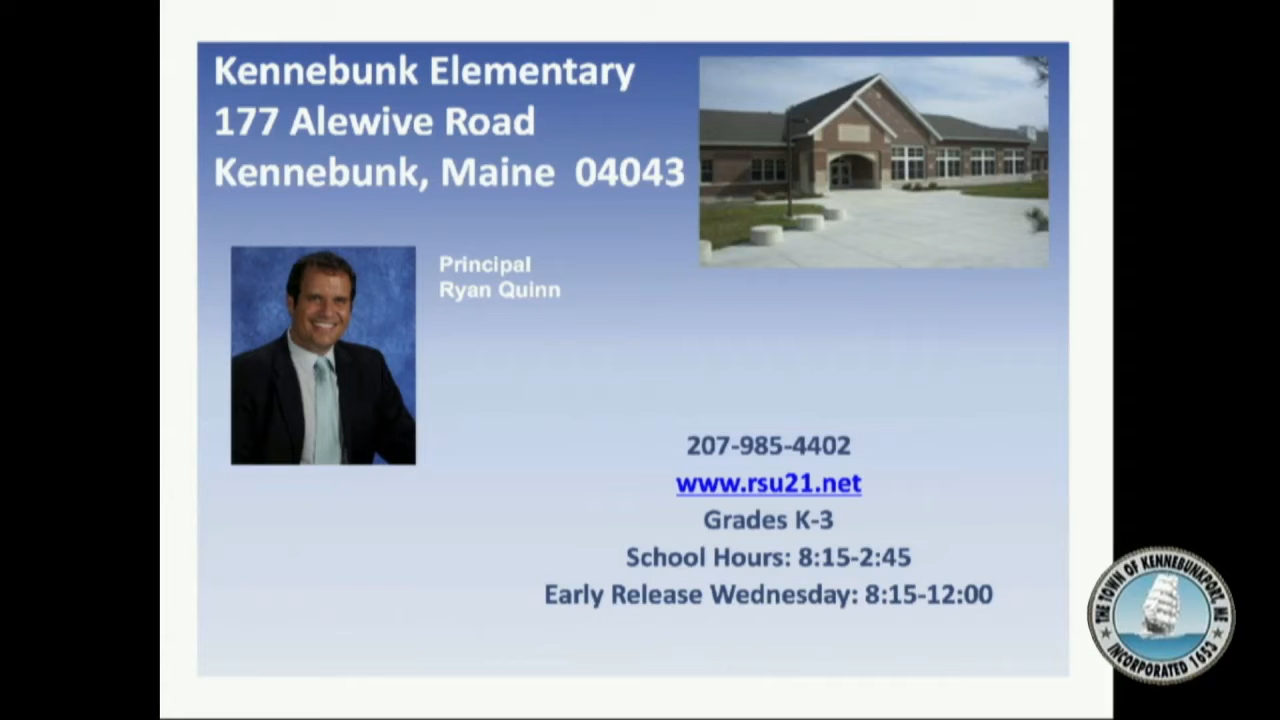 Kennebunk Elementary
177 Alewive Road
Kennebunk, Maine 04043
Principal
Ryan Quinn
207-985-4402
www.rsu21.net
Grades K-3
School Hours: 8:15-2:45
Early Release Wednesday: 8:15-12:00
THE TOWN OF KENNEBUNKPORT, ME
INCORPORATED 1653